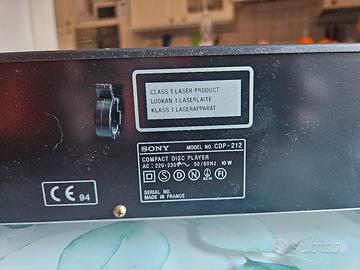 CLASS 1 LASER PRODUCT
LUOKAN 1 LASERLAITE
KLASS 1 LASERAPPARAT
SONY MODEL NO. CDP-212
COMPACT DISC PLAYER
AC : 220-230V~ 50/60Hz 10W
S D N F
SERIAL NO.
MADE IN FRANCE
CE 94
subito